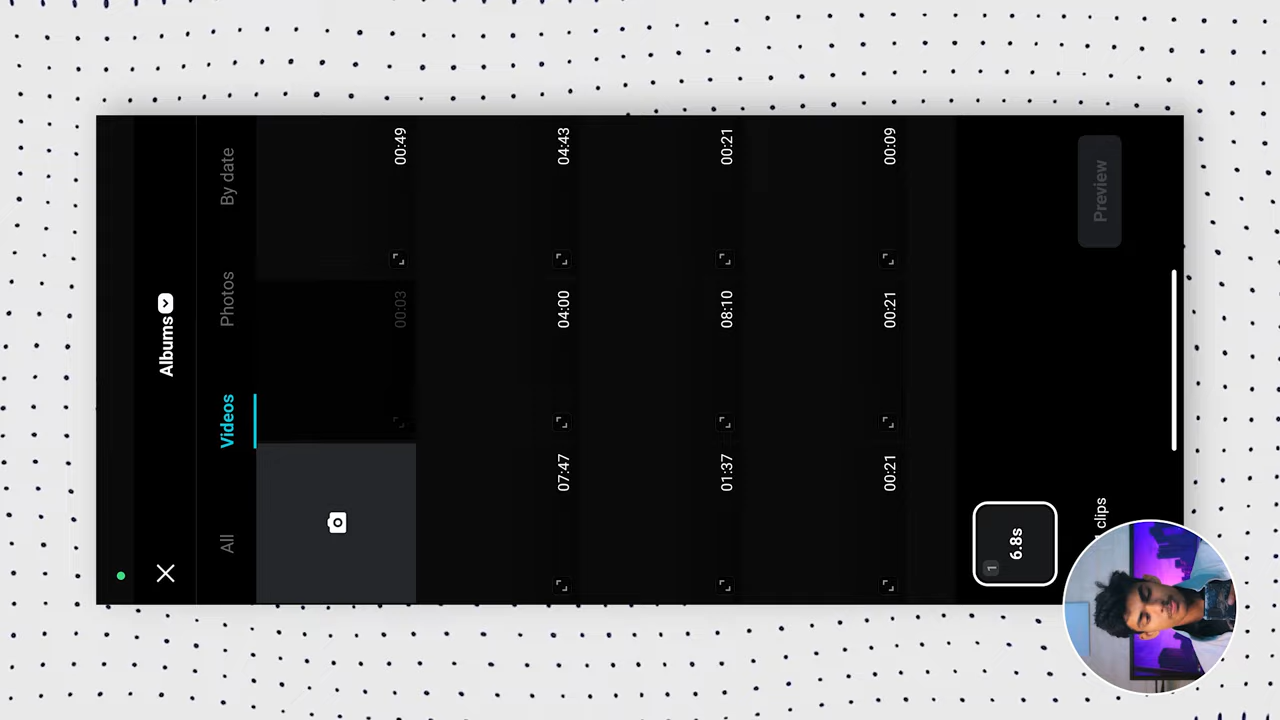 Albums
All Videos Photos By date
00:03 00:49
07:47 04:00 04:43
01:37 08:10 00:21
00:21 00:21 00:09
1
6.8s
clips Preview